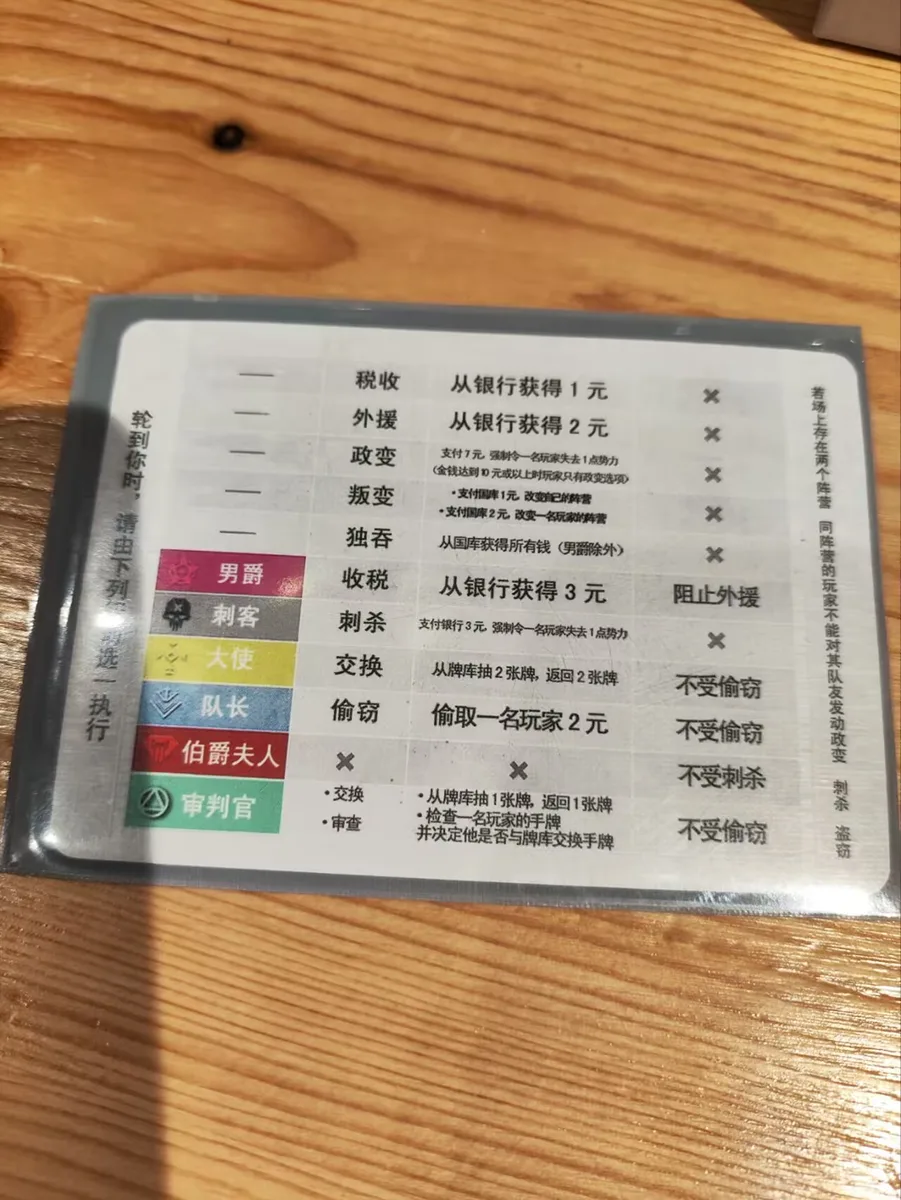 轮到你时，请由下列 选一执行
— 税收 从银行获得 1 元 ×
— 外援 从银行获得 2 元 ×
— 政变 支付 7 元，强制令一名玩家失去 1 点势力 ×
（金钱达到 10 元或以上时玩家只有政变选项）
— 叛变 • 支付国库 1 元，改变自己的阵营 ×
• 支付国库 2 元，改变一名玩家的阵营
— 独吞 从国库获得所有钱（男爵除外） ×
男爵 收税 从银行获得 3 元 阻止外援
刺客 刺杀 支付银行 3 元，强制令一名玩家失去 1 点势力 ×
大使 交换 从牌库抽 2 张牌，返回 2 张牌 不受偷窃
队长 偷窃 偷取一名玩家 2 元 不受偷窃
伯爵夫人 × × 不受刺杀
审判官 • 交换 • 从牌库抽 1 张牌，返回 1 张牌 不受偷窃
• 审查 • 检查一名玩家的手牌
并决定他是否与牌库交换手牌
若场上存在两个阵营 同阵营的玩家不能对其队友发动政变 刺杀 盗窃